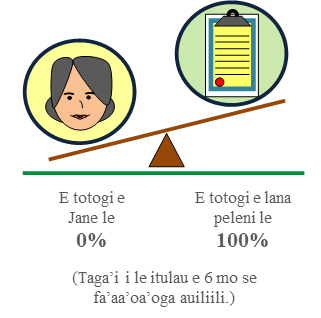 E totogi e
Jane le
0%
E totogi e lana
peleni le
100%
(Taga'i i le itulau e 6 mo se
fa'aa'oa'oga auiliili.)